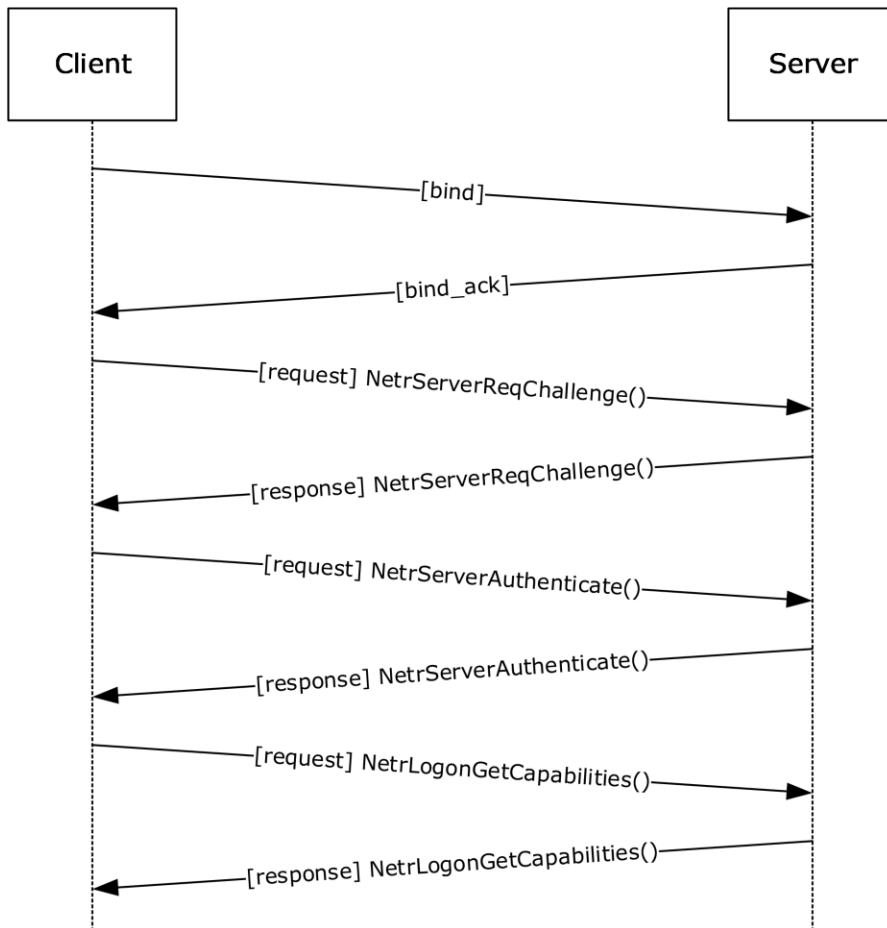 Client
Server
[bind]
[bind_ack]
[request] NetrServerReqChallenge()
[response] NetrServerReqChallenge()
[request] NetrServerAuthenticate()
[response] NetrServerAuthenticate()
[request] NetrLogonGetCapabilities()
[response] NetrLogonGetCapabilities()